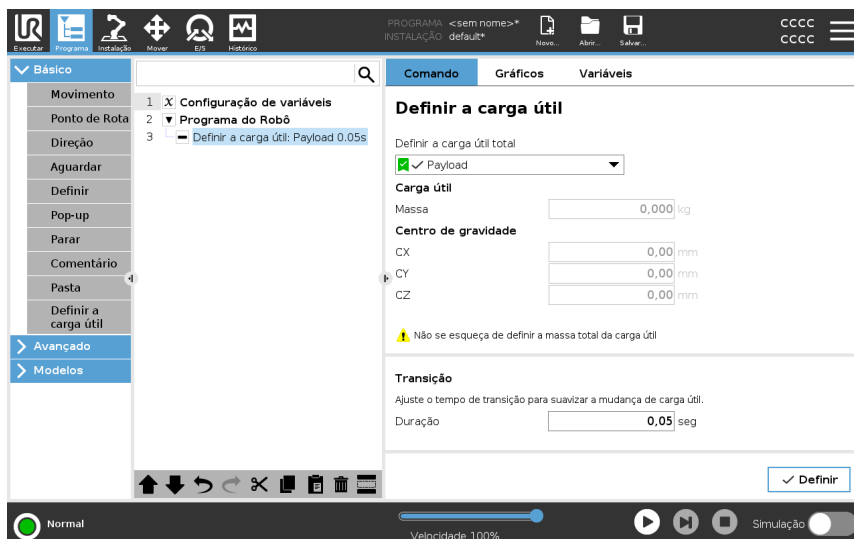 UR
PROGRAMA <sem nome>*
INSTALAÇÃO default*
Executar Programa Instalação Mover E/S Histórico
Novo... Abrir... Salvar...
CCCC
CCCC
Básico
Movimento
Ponto de Rota
Direção
Aguardar
Definir
Pop-up
Parar
Comentário
Pasta
Definir a
carga útil
Avançado
Modelos
1 X Configuração de variáveis
2 Programa do Robô
3 Definir a carga útil: Payload 0.05s
Comando Gráficos Variáveis
Definir a carga útil
Definir a carga útil total
Payload
Carga útil
Massa 0,000 kg
Centro de gravidade
CX 0,00 mm
CY 0,00 mm
CZ 0,00 mm
Não se esqueça de definir a massa total da carga útil
Transição
Ajuste o tempo de transição para suavizar a mudança de carga útil.
Duração 0,05 seg
Definir
Normal
Velocidade 100%
Simulação